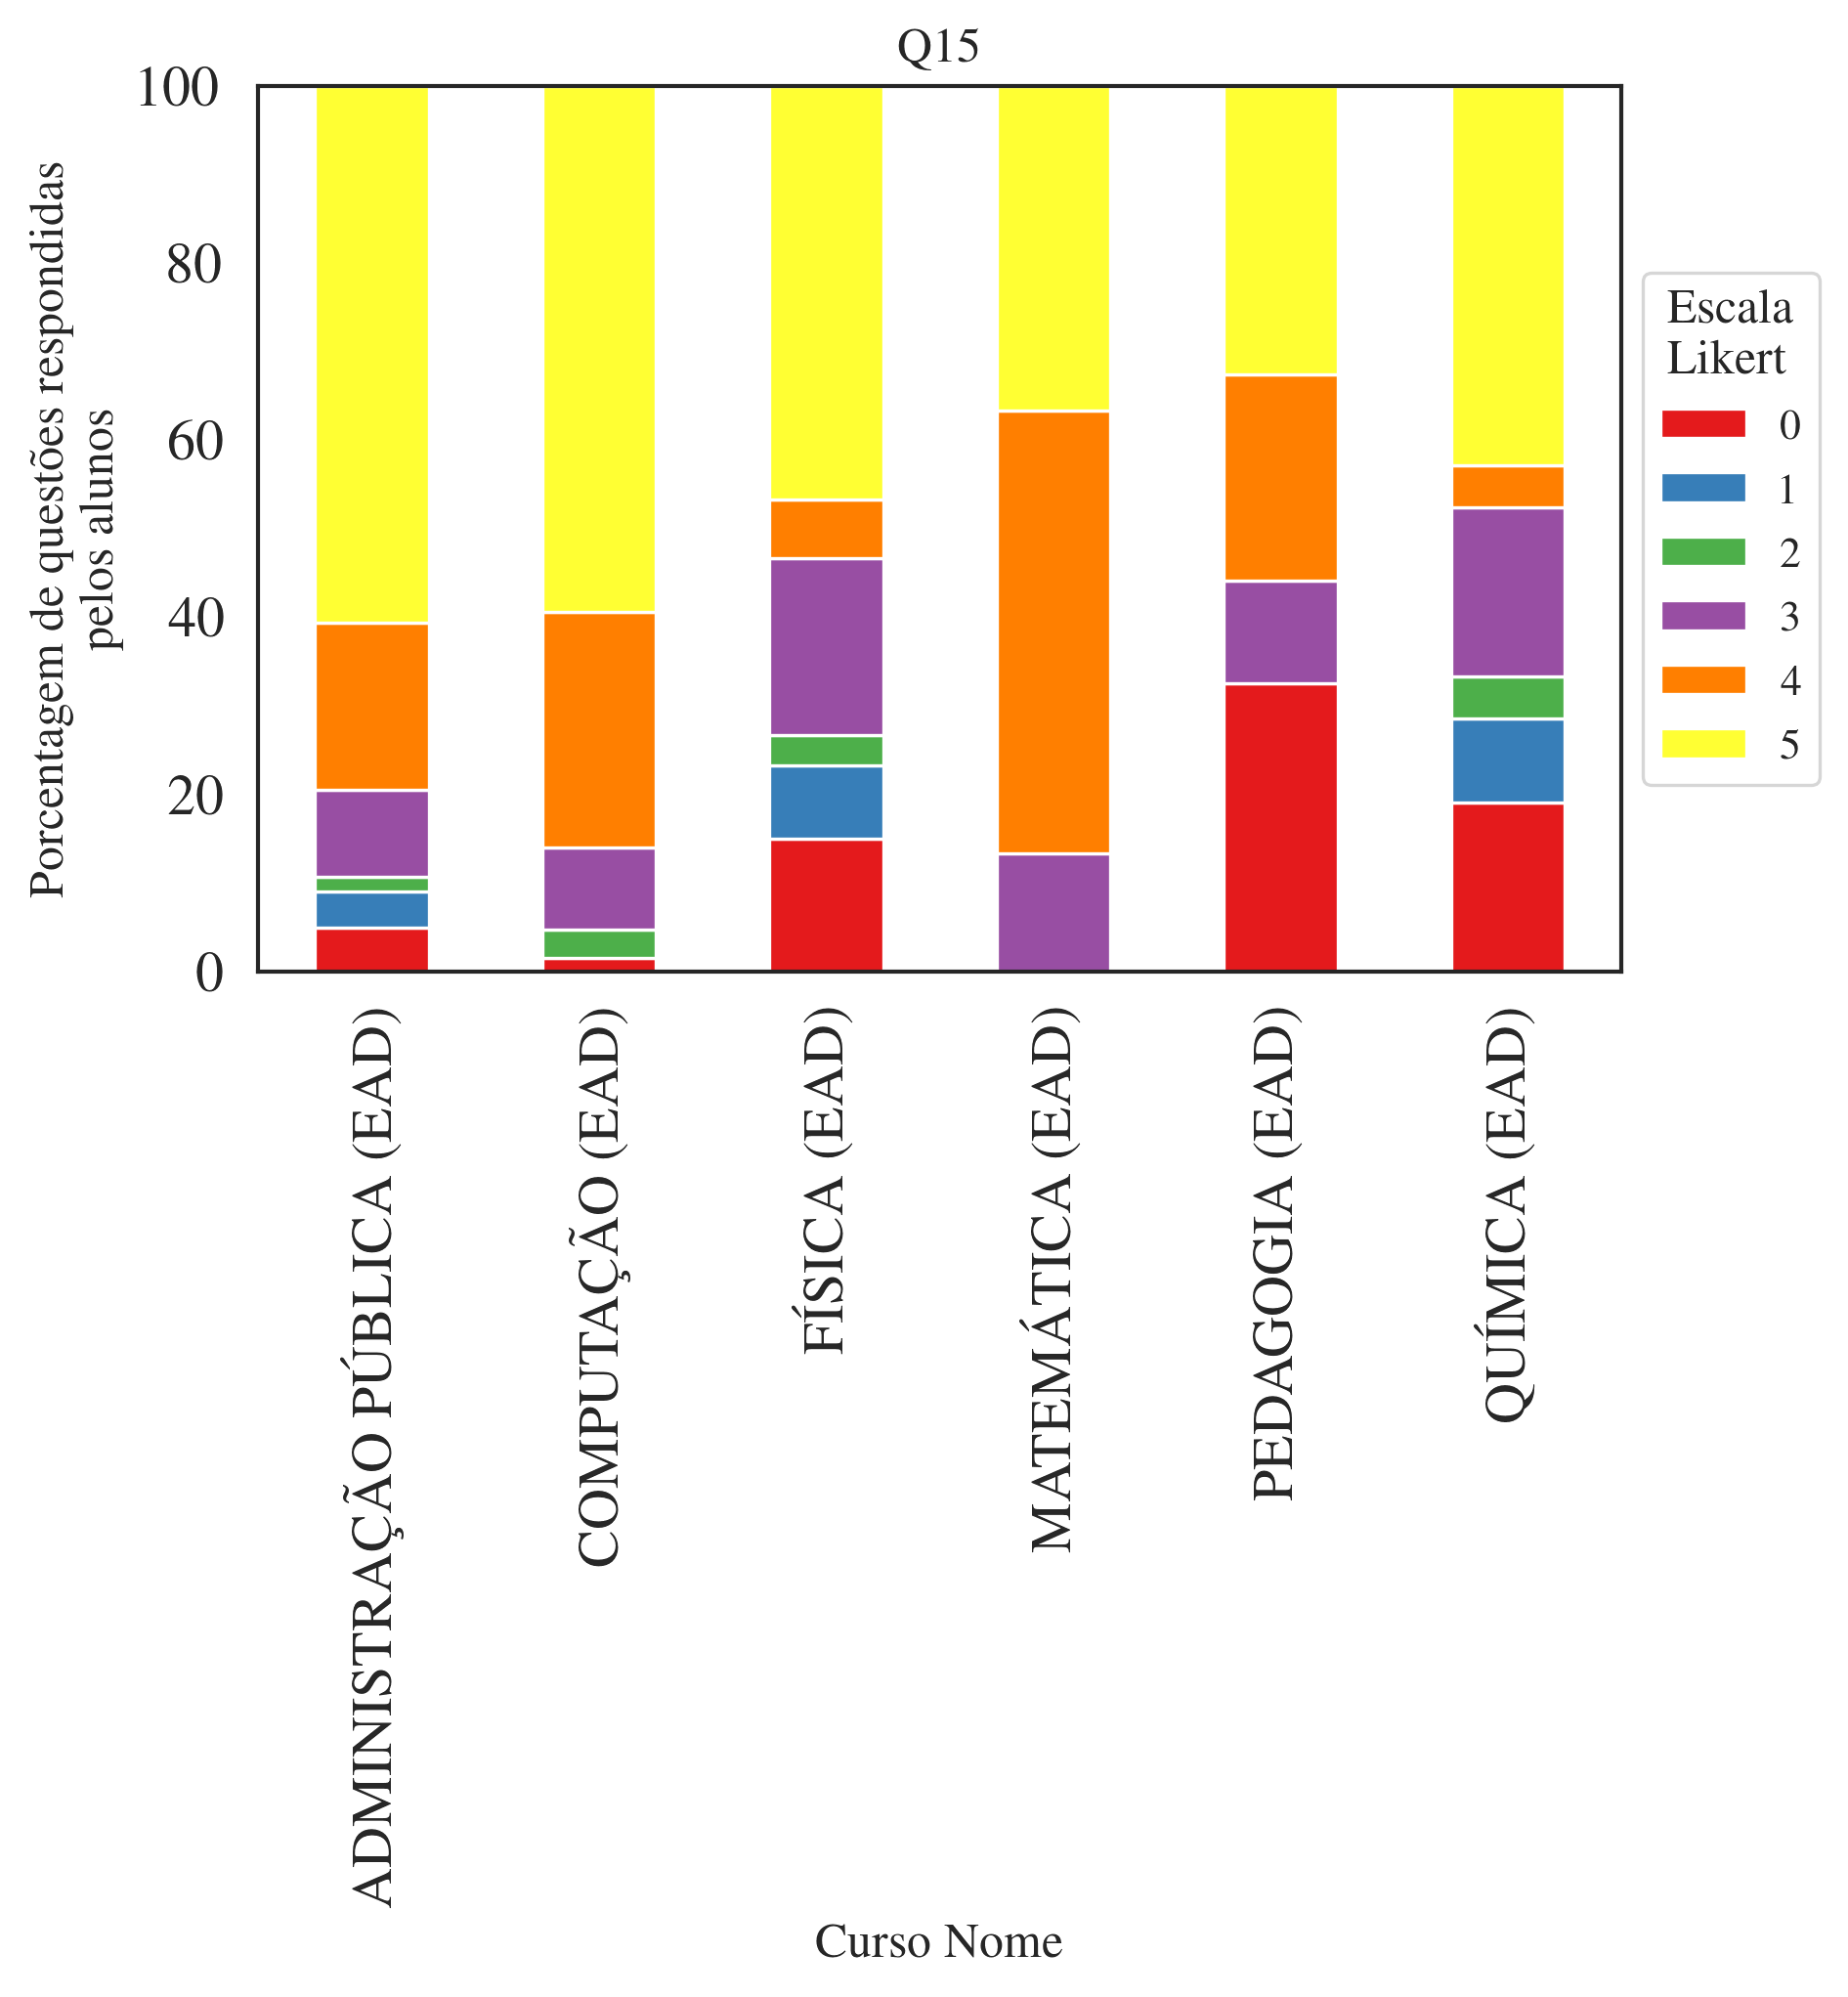 Q15
100
80
60
40
20
0
Porcentagem de questões respondidas
pelos alunos
Escala
Likert
0
1
2
3
4
5
ADMINISTRAÇÃO PÚBLICA (EAD)
COMPUTAÇÃO (EAD)
FÍSICA (EAD)
MATEMÁTICA (EAD)
PEDAGOGIA (EAD)
QUÍMICA (EAD)
Curso Nome